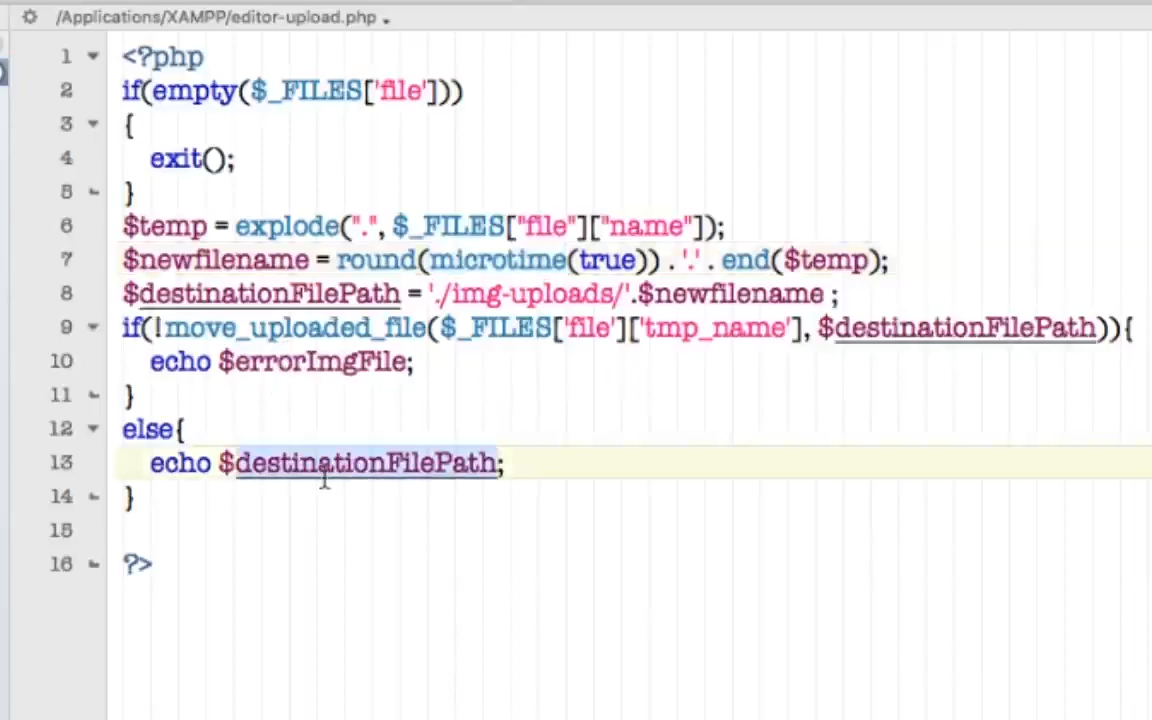 /Applications/XAMPP/editor-upload.php
1 <?php
2 if(empty($_FILES['file']))
3 {
4 exit();
5 }
6 $temp = explode(".", $_FILES["file"]["name"]);
7 $newfilename = round(microtime(true)) . '.' . end($temp);
8 $destinationFilePath = './img-uploads/'.$newfilename ;
9 if(!move_uploaded_file($_FILES['file']['tmp_name'], $destinationFilePath)){
10 echo $errorImgFile;
11 }
12 else{
13 echo $destinationFilePath;
14 }
15
16 ?>